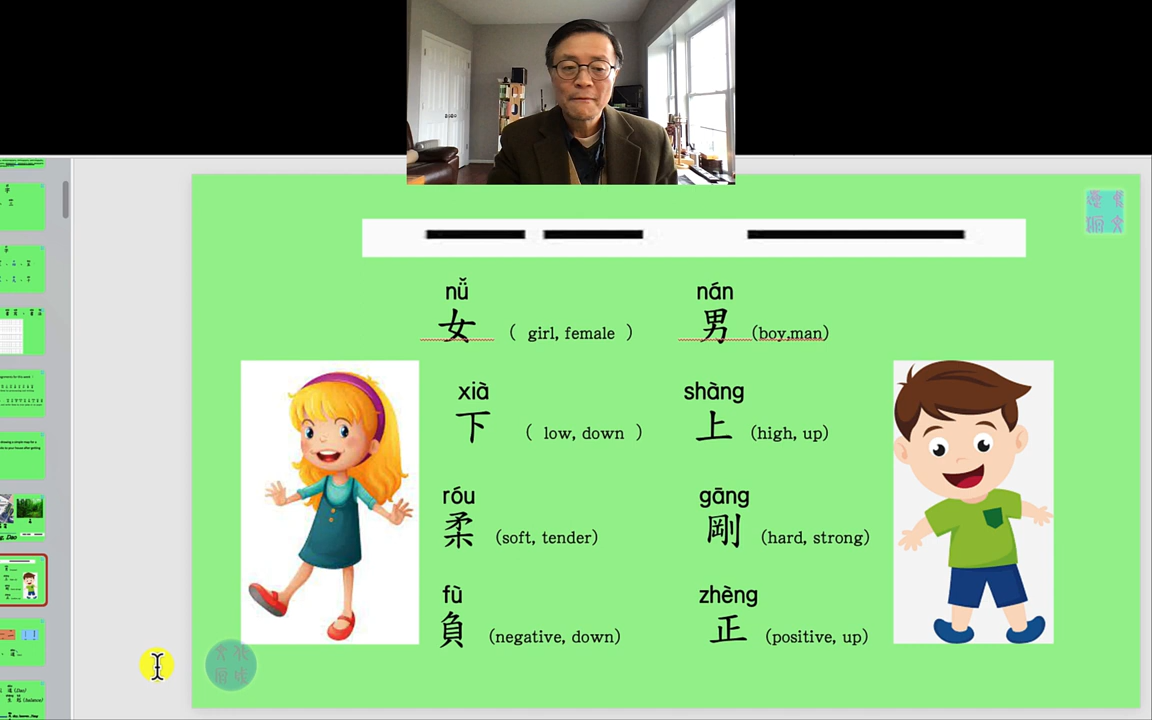 nǚ nán
女 ( girl, female ) 男 (boy,man)
xià shàng
下 ( low, down ) 上 (high, up)
róu gāng
柔 (soft, tender) 剛 (hard, strong)
fù zhèng
負 (negative, down) 正 (positive, up)